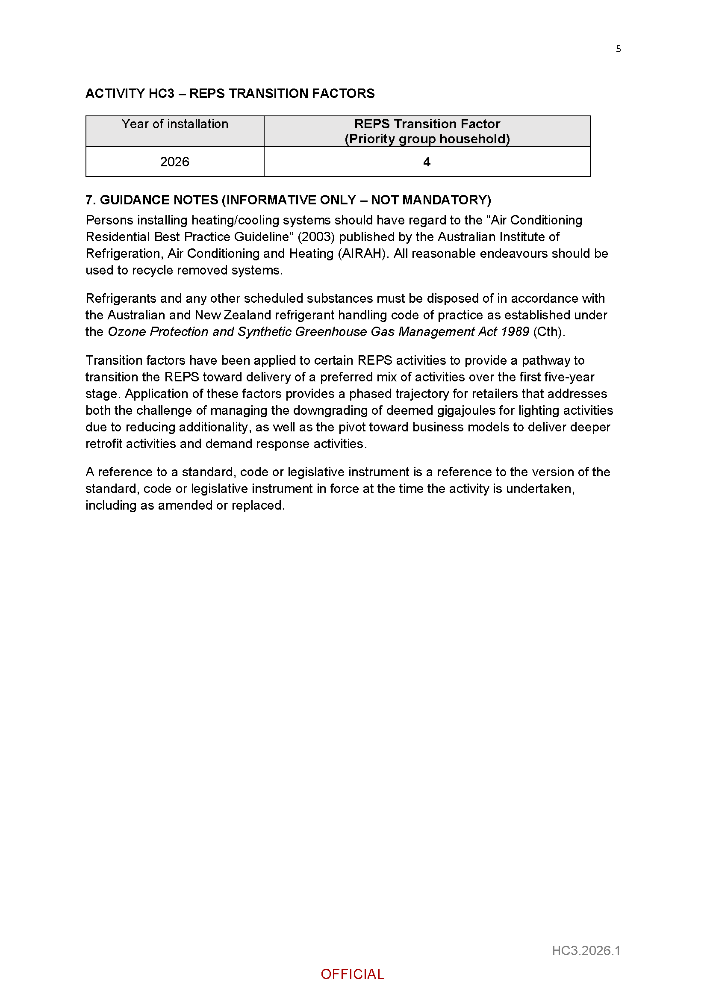 5
ACTIVITY HC3 – REPS TRANSITION FACTORS
Year of installation
REPS Transition Factor
(Priority group household)
2026
4
7. GUIDANCE NOTES (INFORMATIVE ONLY – NOT MANDATORY)
Persons installing heating/cooling systems should have regard to the “Air Conditioning
Residential Best Practice Guideline” (2003) published by the Australian Institute of
Refrigeration, Air Conditioning and Heating (AIRAH). All reasonable endeavours should be
used to recycle removed systems.
Refrigerants and any other scheduled substances must be disposed of in accordance with
the Australian and New Zealand refrigerant handling code of practice as established under
the Ozone Protection and Synthetic Greenhouse Gas Management Act 1989 (Cth).
Transition factors have been applied to certain REPS activities to provide a pathway to
transition the REPS toward delivery of a preferred mix of activities over the first five-year
stage. Application of these factors provides a phased trajectory for retailers that addresses
both the challenge of managing the downgrading of deemed gigajoules for lighting activities
due to reducing additionality, as well as the pivot toward business models to deliver deeper
retrofit activities and demand response activities.
A reference to a standard, code or legislative instrument is a reference to the version of the
standard, code or legislative instrument in force at the time the activity is undertaken,
including as amended or replaced.
HC3.2026.1
OFFICIAL